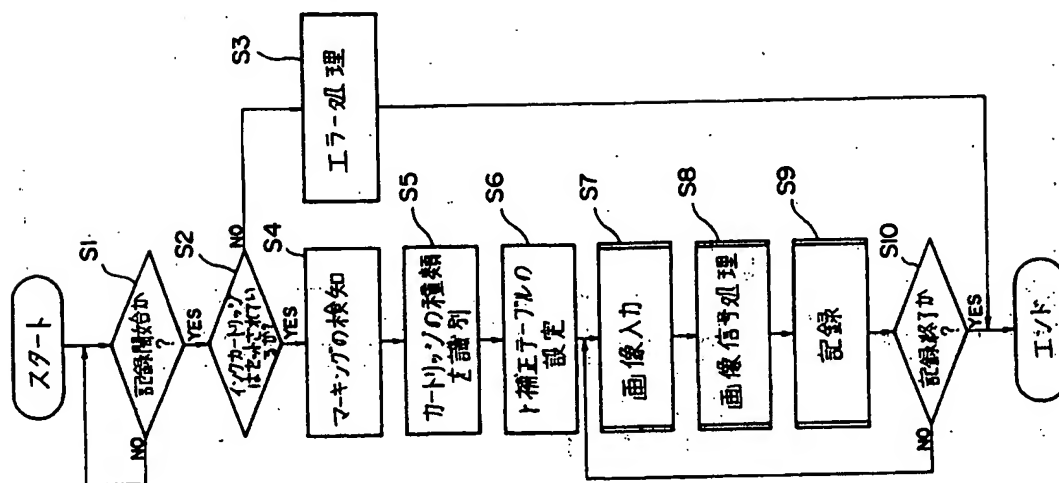 スタート
S1
記録開始か
?
NO
YES
S2
インクカートリッジ
はセットされてい
るか?
NO
YES
S3
エラー処理
S4
マーキングの検知
S5
カートリッジの種類
を識別
S6
ト補正テーブルの
設定
S7
画像入力
S8
画像信号処理
S9
記録
S10
記録終了か
?
NO
YES
エンド